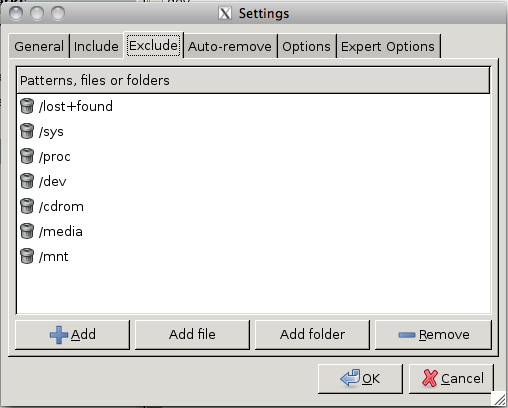 Settings
General Include Exclude Auto-remove Options Expert Options
Patterns, files or folders
/lost+found
/sys
/proc
/dev
/cdrom
/media
/mnt
Add Add file Add folder Remove
OK Cancel